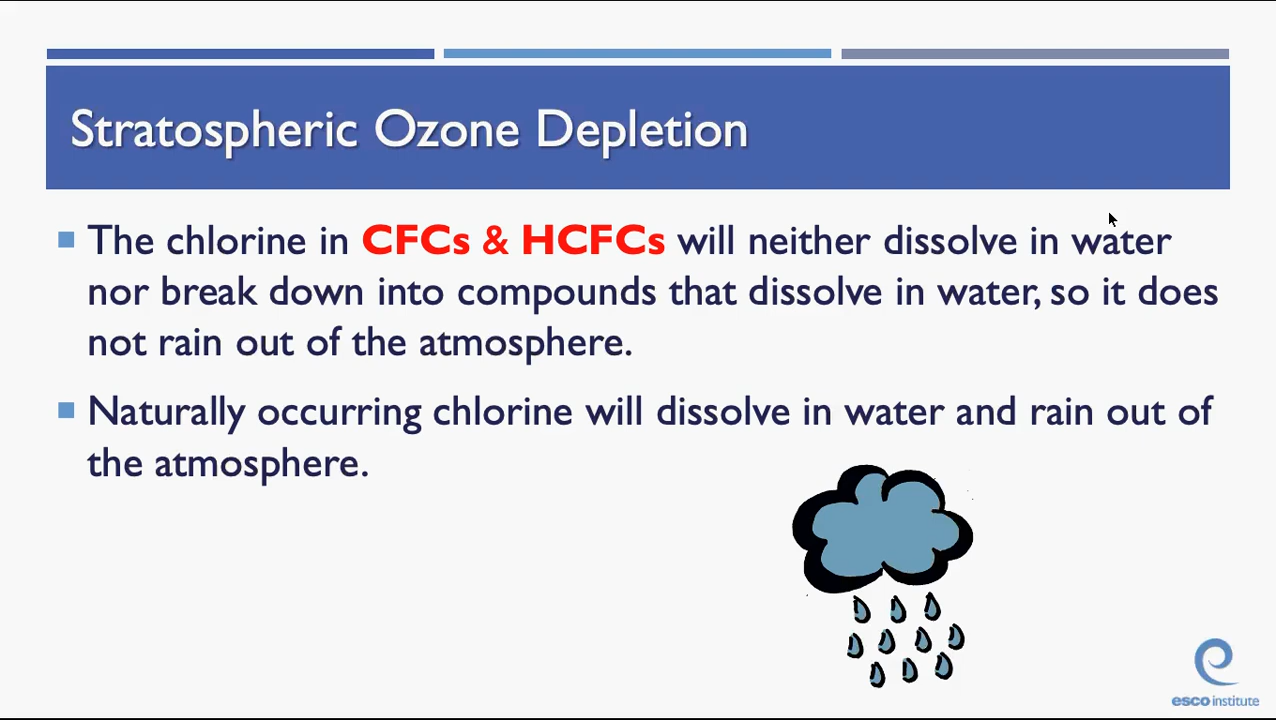 Stratospheric Ozone Depletion
The chlorine in CFCs & HCFCs will neither dissolve in water
nor break down into compounds that dissolve in water, so it does
not rain out of the atmosphere.
Naturally occurring chlorine will dissolve in water and rain out of
the atmosphere.
esco institute